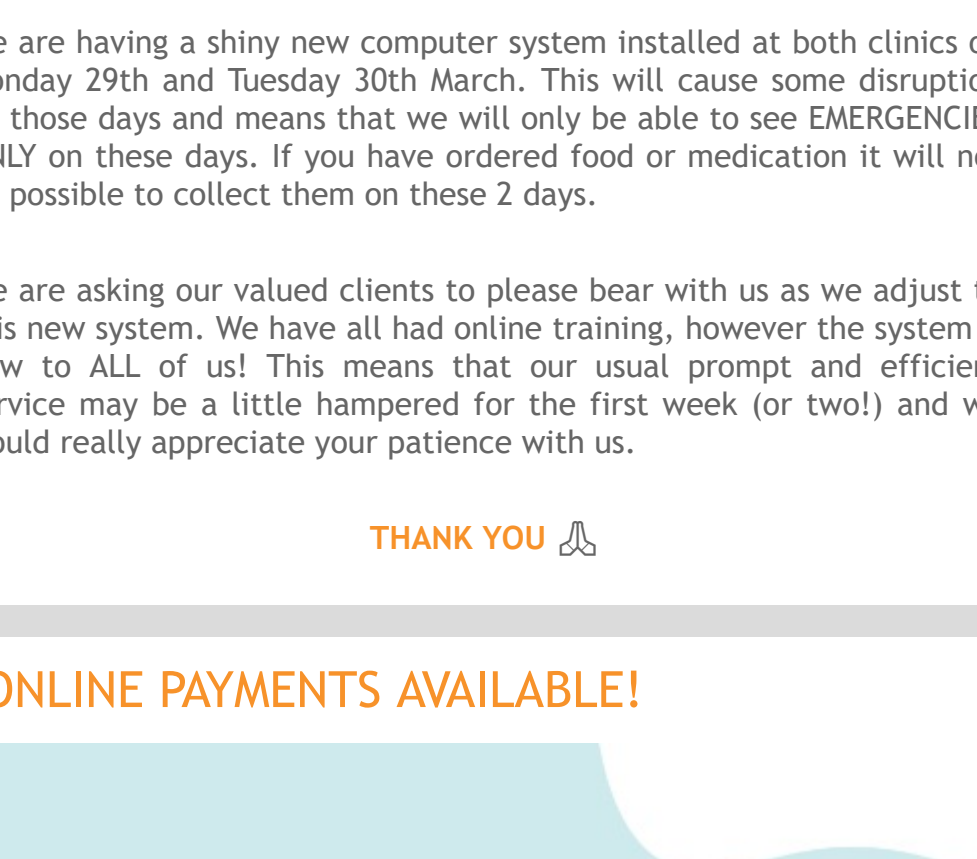 e are having a shiny new computer system installed at both clinics o
onday 29th and Tuesday 30th March. This will cause some disruptio
those days and means that we will only be able to see EMERGENCIE
NLY on these days. If you have ordered food or medication it will no
possible to collect them on these 2 days.
e are asking our valued clients to please bear with us as we adjust t
is new system. We have all had online training, however the system
w to ALL of us! This means that our usual prompt and efficien
rvice may be a little hampered for the first week (or two!) and w
ould really appreciate your patience with us.
THANK YOU 🙏
ONLINE PAYMENTS AVAILABLE!